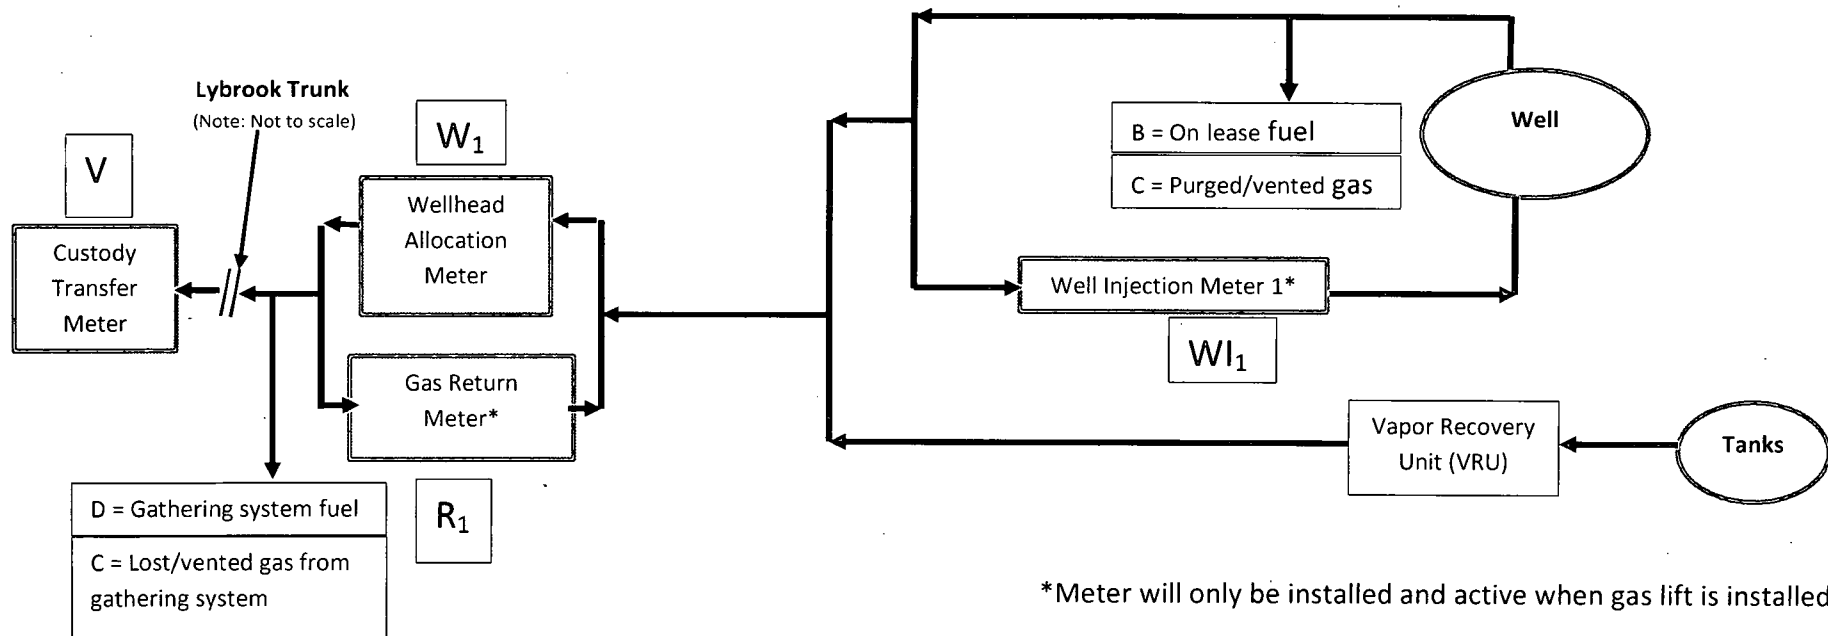 Lybrook Trunk
(Note: Not to scale)
V
Custody
Transfer
Meter
W1
Wellhead
Allocation
Meter
Gas Return
Meter*
R1
D = Gathering system fuel
C = Lost/vented gas from
gathering system
B = On lease fuel
C = Purged/vented gas
Well
Well Injection Meter 1*
WI1
Vapor Recovery
Unit (VRU)
Tanks
*Meter will only be installed and active when gas lift is installed